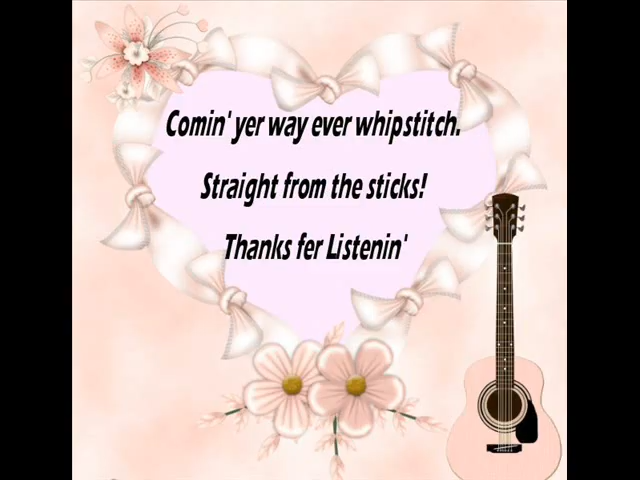 Comin' yer way ever whipstitch.
Straight from the sticks!
Thanks fer Listenin'